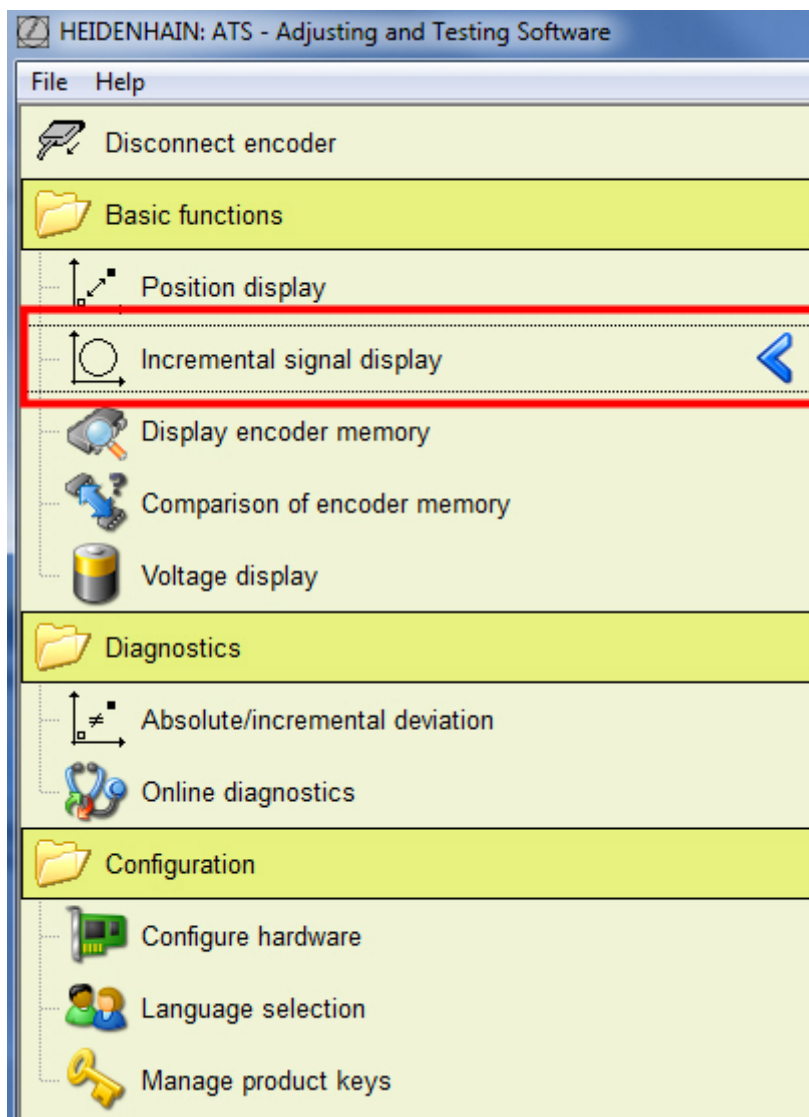 HEIDENHAIN: ATS - Adjusting and Testing Software
File Help
Disconnect encoder
Basic functions
Position display
Incremental signal display
Display encoder memory
Comparison of encoder memory
Voltage display
Diagnostics
Absolute/incremental deviation
Online diagnostics
Configuration
Configure hardware
Language selection
Manage product keys